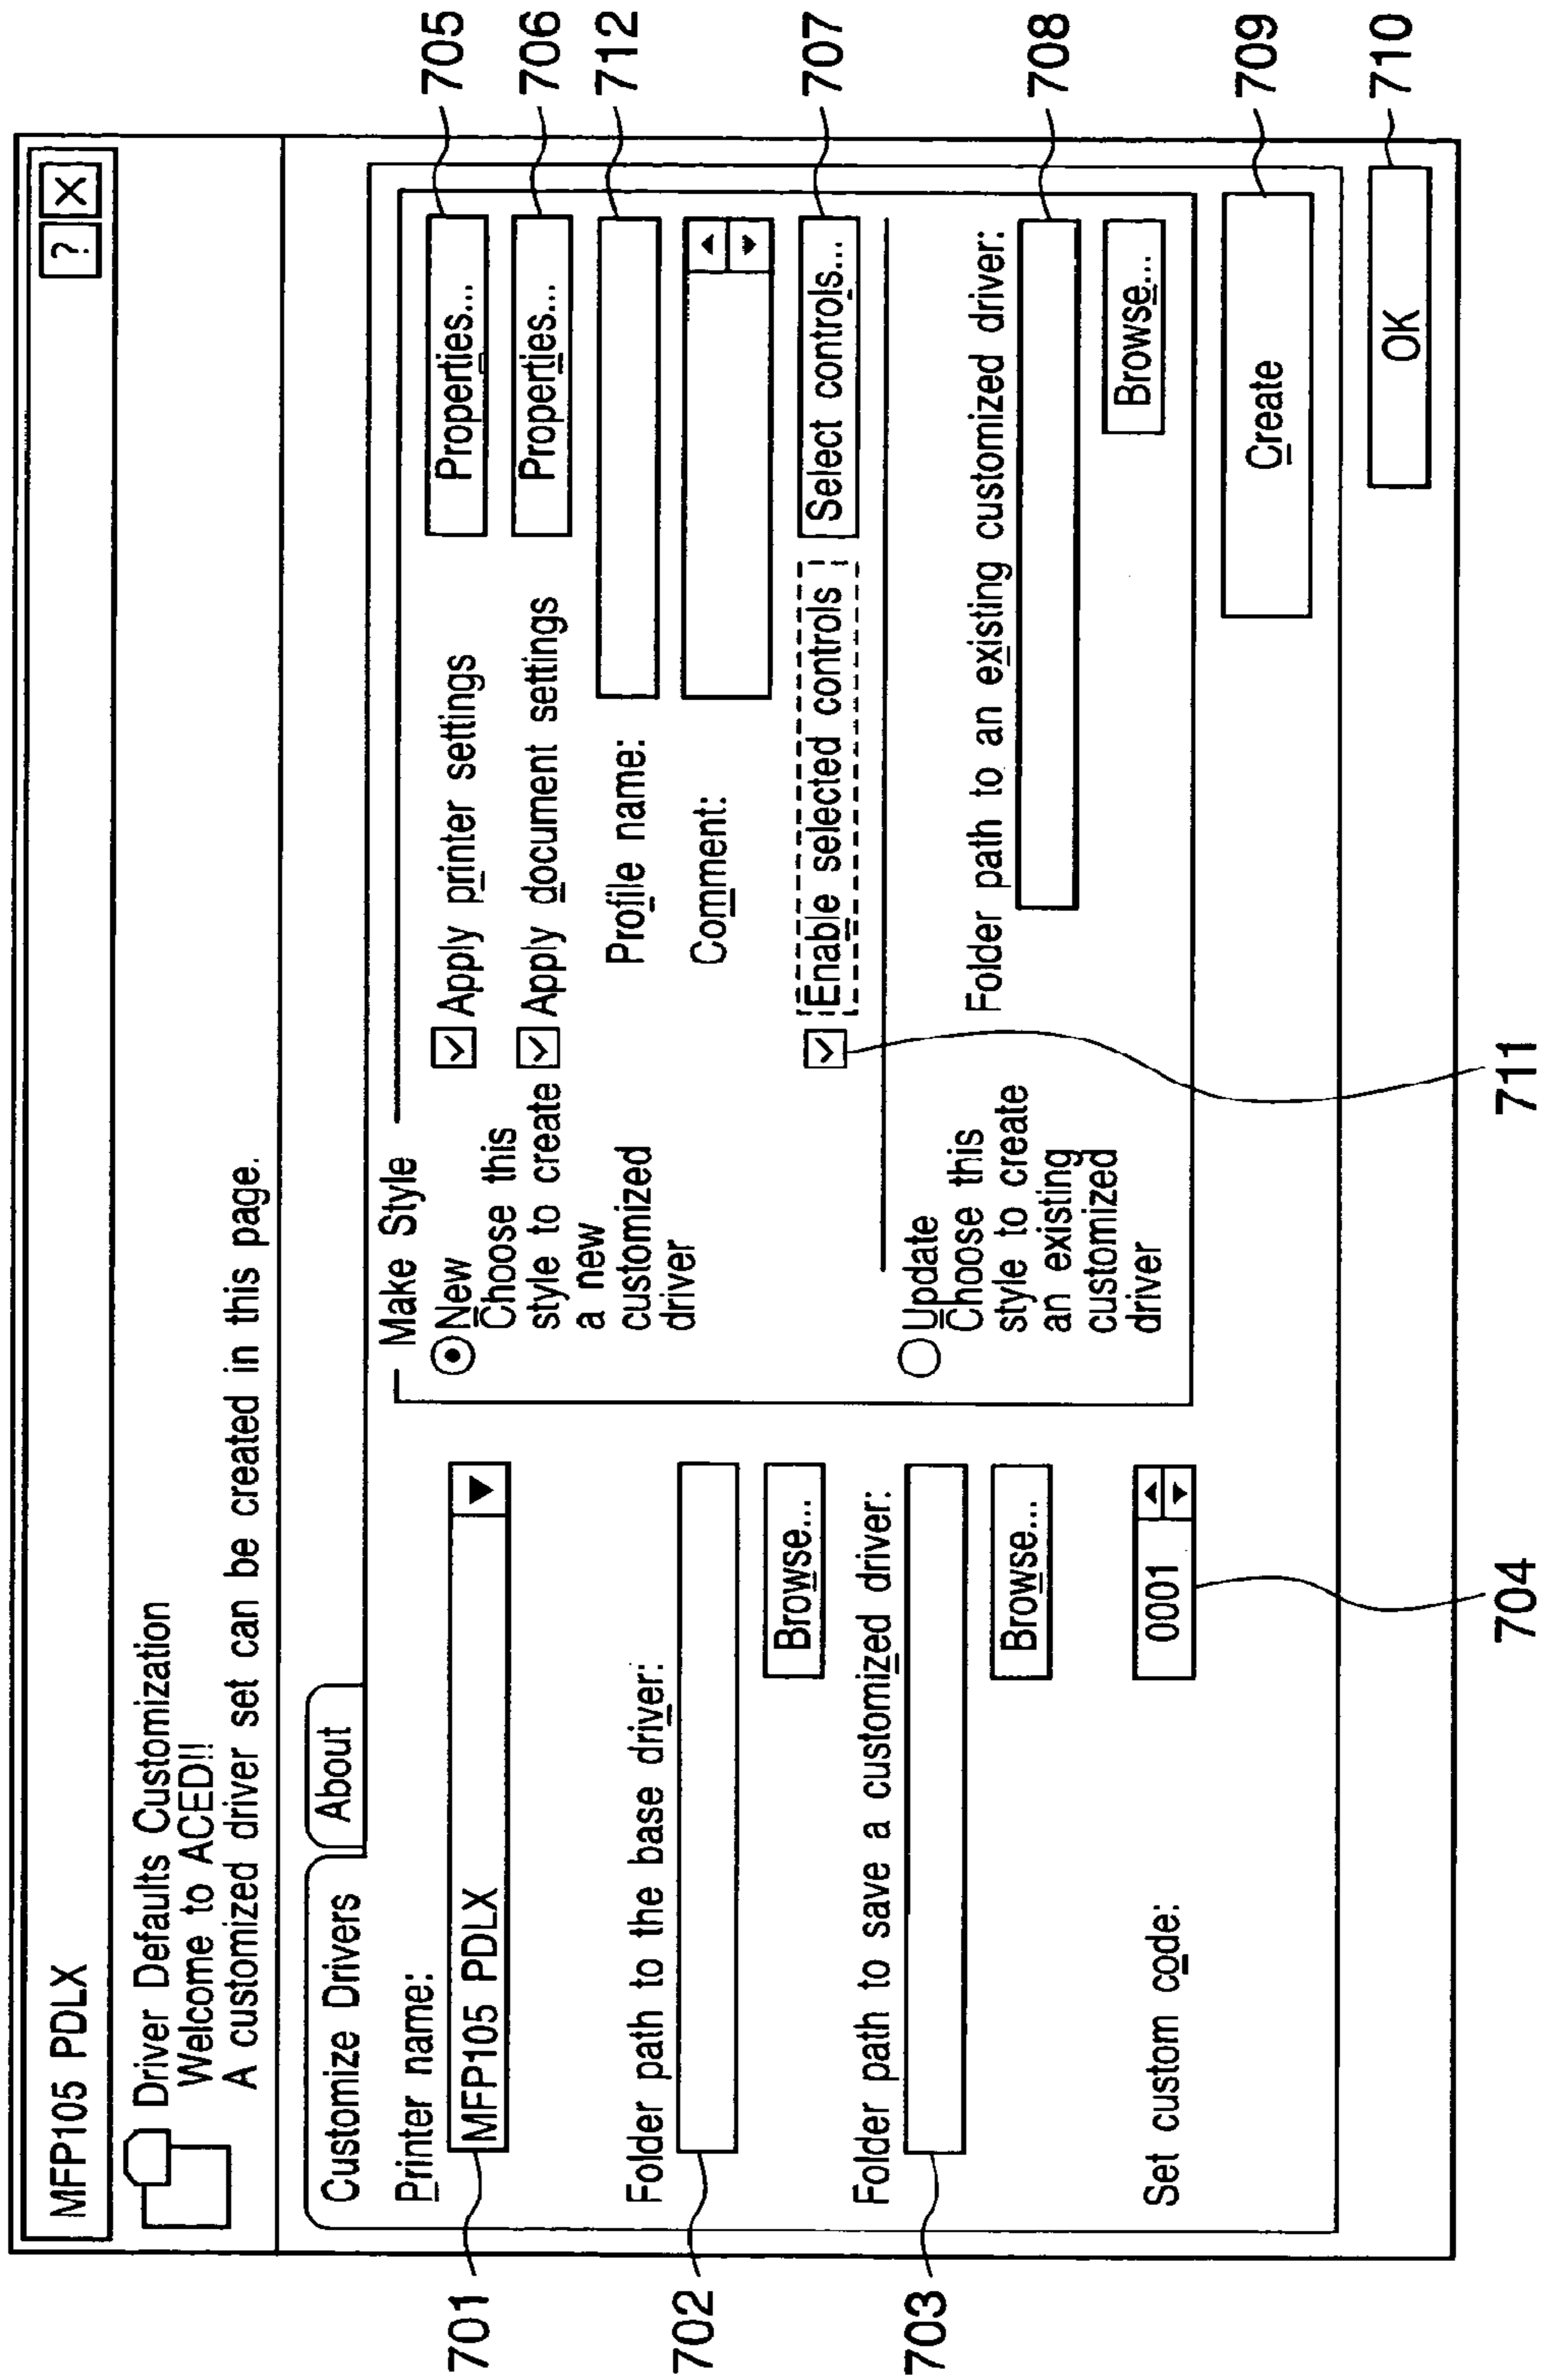 MFP105 PDLX
? X
Driver Defaults Customization
Welcome to ACED!!
A customized driver set can be created in this page.
Customize Drivers
About
Printer name:
701
MFP105 PDLX
Folder path to the base driver:
702
Browse...
Folder path to save a customized driver:
703
Browse...
Set custom code:
0001
704
Make Style
New
Choose this
style to create
a new
customized
driver
Apply printer settings
Properties...
705
Apply document settings
Properties...
706
Profile name:
712
Comment:
Enable selected controls
Select controls...
707
711
Update
Choose this
style to create
an existing
customized
driver
Folder path to an existing customized driver:
708
Browse...
Create
709
OK
710